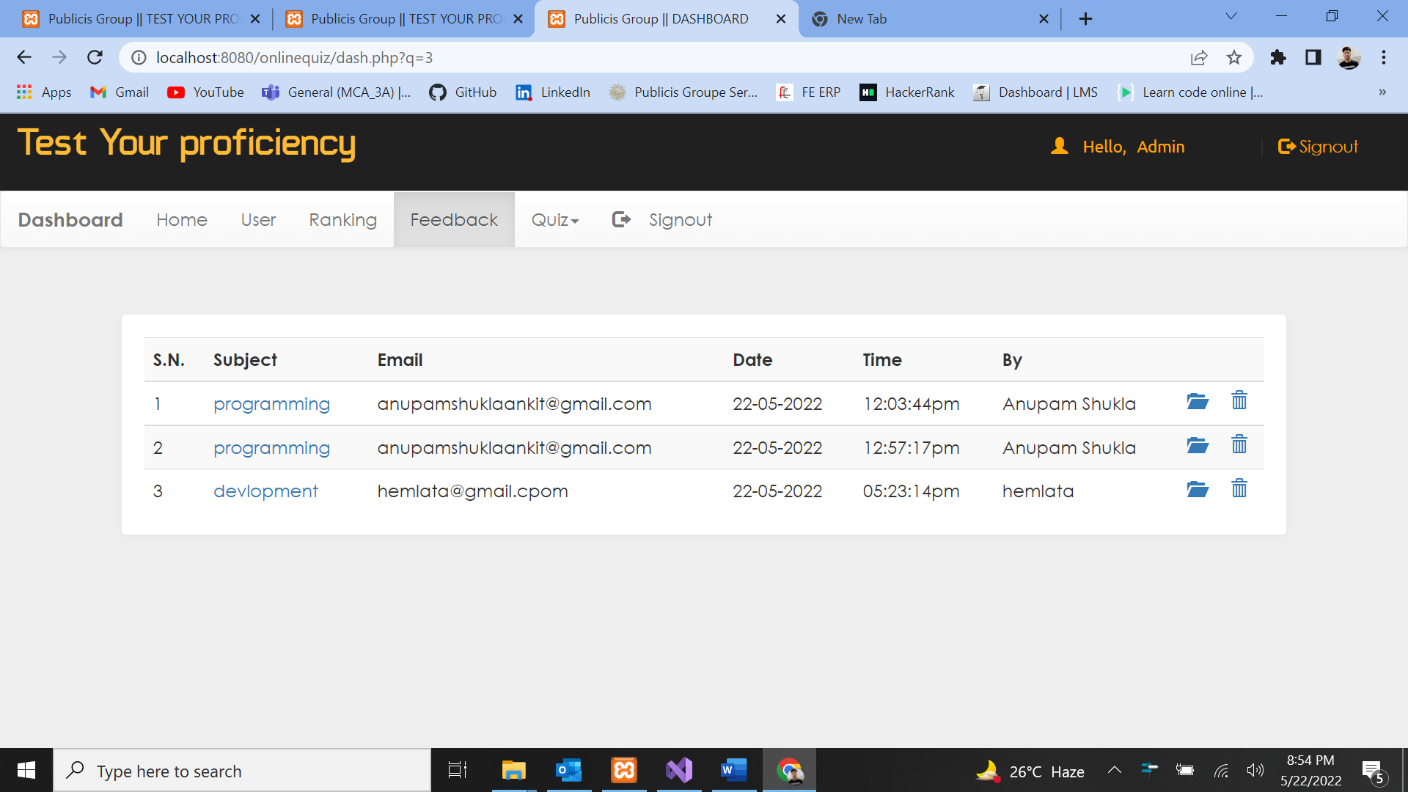 Publicis Group || TEST YOUR PRO
Publicis Group || TEST YOUR PRO
Publicis Group || DASHBOARD
New Tab
localhost:8080/onlinequiz/dash.php?q=3
Apps
Gmail
YouTube
General (MCA_3A) |...
GitHub
LinkedIn
Publicis Groupe Ser...
FE ERP
HackerRank
Dashboard | LMS
Learn code online |...
»
Test Your proficiency
Hello, Admin
Signout
Dashboard Home User Ranking Feedback Quiz Signout
S.N. Subject Email Date Time By
1 programming anupamshuklaankit@gmail.com 22-05-2022 12:03:44pm Anupam Shukla
2 programming anupamshuklaankit@gmail.com 22-05-2022 12:57:17pm Anupam Shukla
3 devlopment hemlata@gmail.cpom 22-05-2022 05:23:14pm hemlata
Type here to search
26°C Haze
8:54 PM
5/22/2022
5